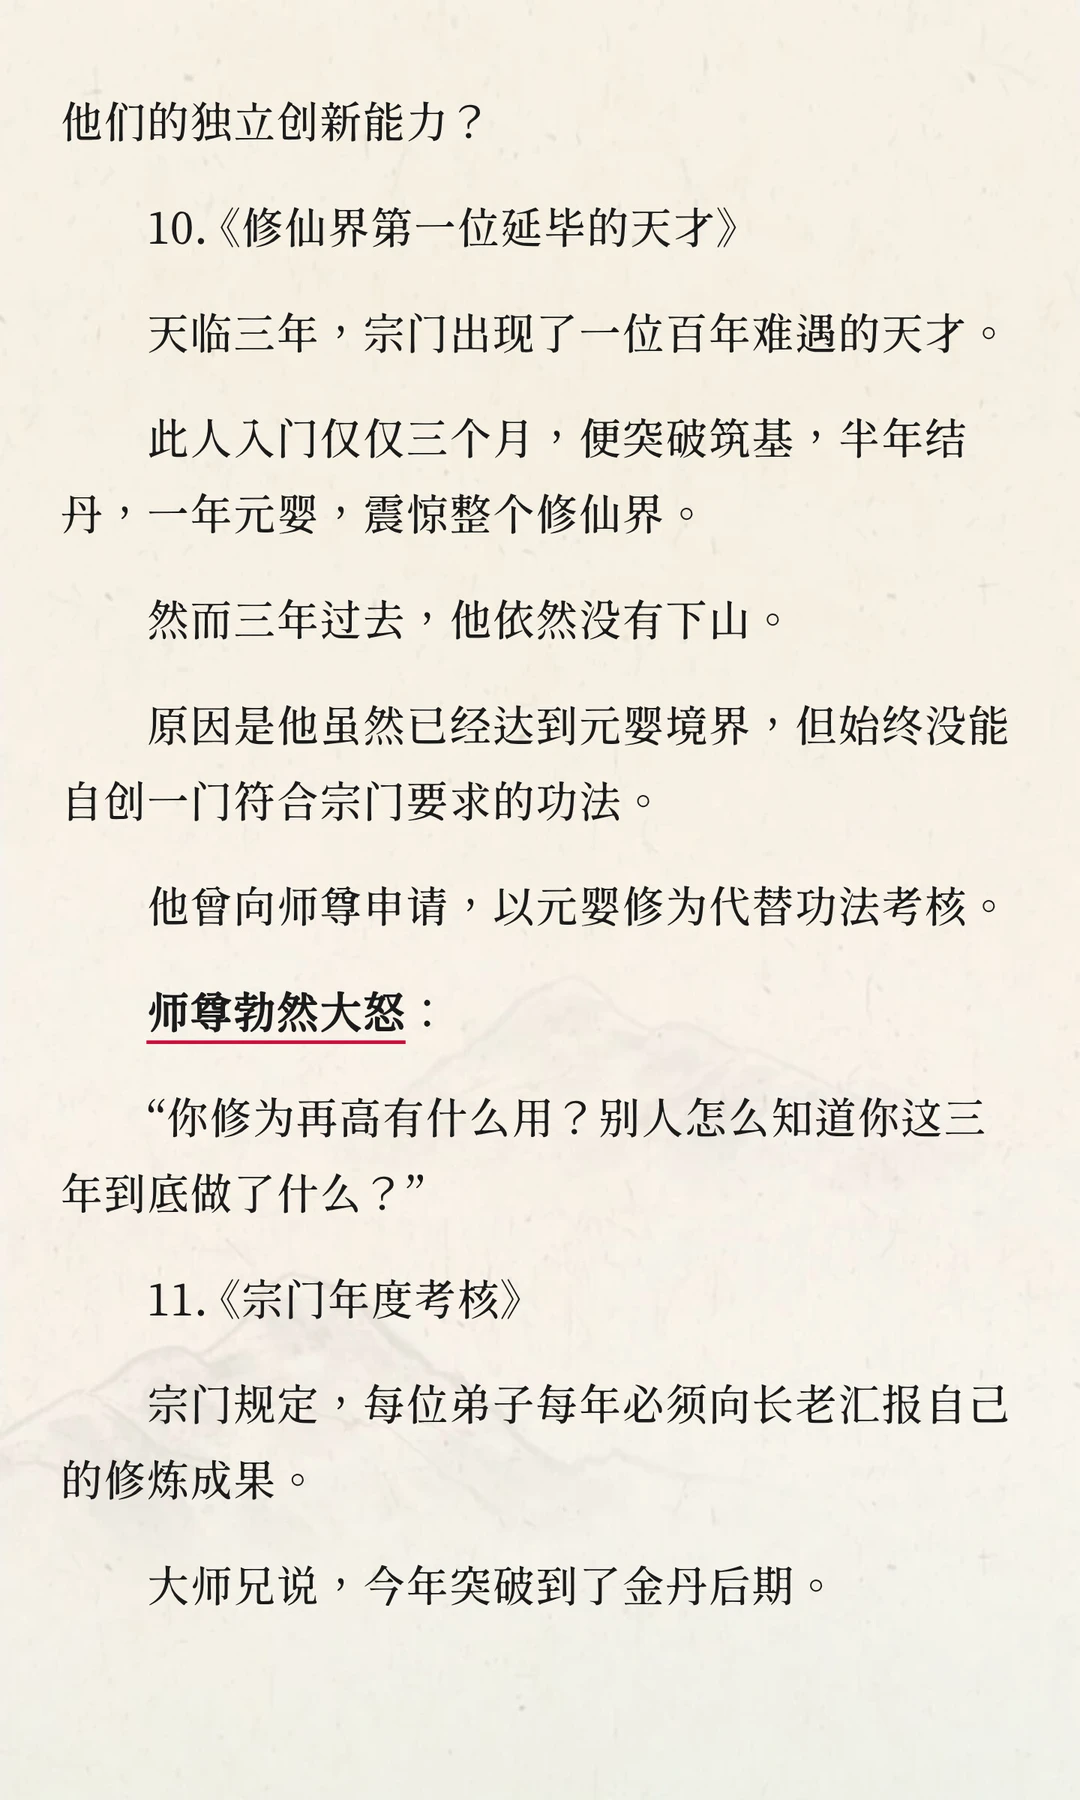 他们的独立创新能力？
10.《修仙界第一位延毕的天才》
天临三年，宗门出现了一位百年难遇的天才。
此人入门仅仅三个月，便突破筑基，半年结
丹，一年元婴，震惊整个修仙界。
然而三年过去，他依然没有下山。
原因是他虽然已经达到元婴境界，但始终没能
自创一门符合宗门要求的功法。
他曾向师尊申请，以元婴修为代替功法考核。
师尊勃然大怒：
“你修为再高有什么用？别人怎么知道你这三
年到底做了什么？”
11.《宗门年度考核》
宗门规定，每位弟子每年必须向长老汇报自己
的修炼成果。
大师兄说，今年突破到了金丹后期。